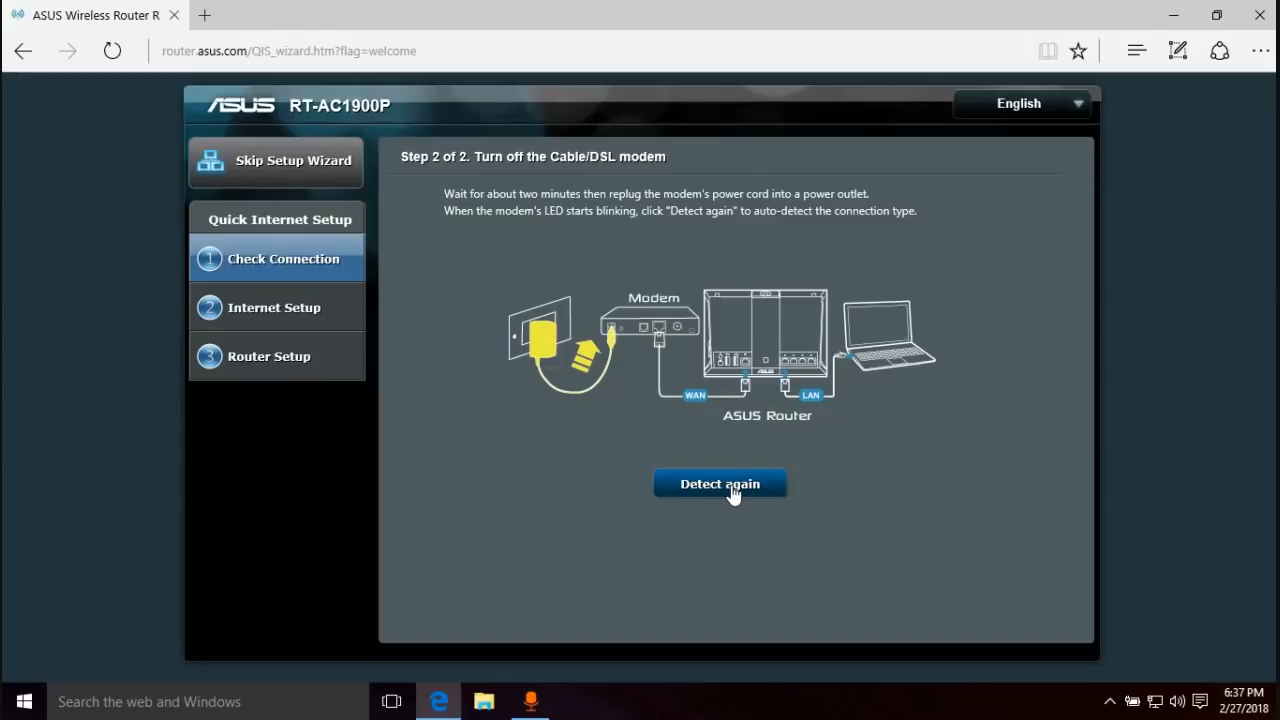 ASUS Wireless Router R
router.asus.com/QIS_wizard.htm?flag=welcome
ASUS RT-AC1900P
English
Skip Setup Wizard
Quick Internet Setup
1 Check Connection
2 Internet Setup
3 Router Setup
Step 2 of 2. Turn off the Cable/DSL modem
Wait for about two minutes then replug the modem's power cord into a power outlet.
When the modem's LED starts blinking, click "Detect again" to auto-detect the connection type.
Modem
ASUS
WAN
LAN
ASUS Router
Detect again
Search the web and Windows
6:37 PM
2/27/2018